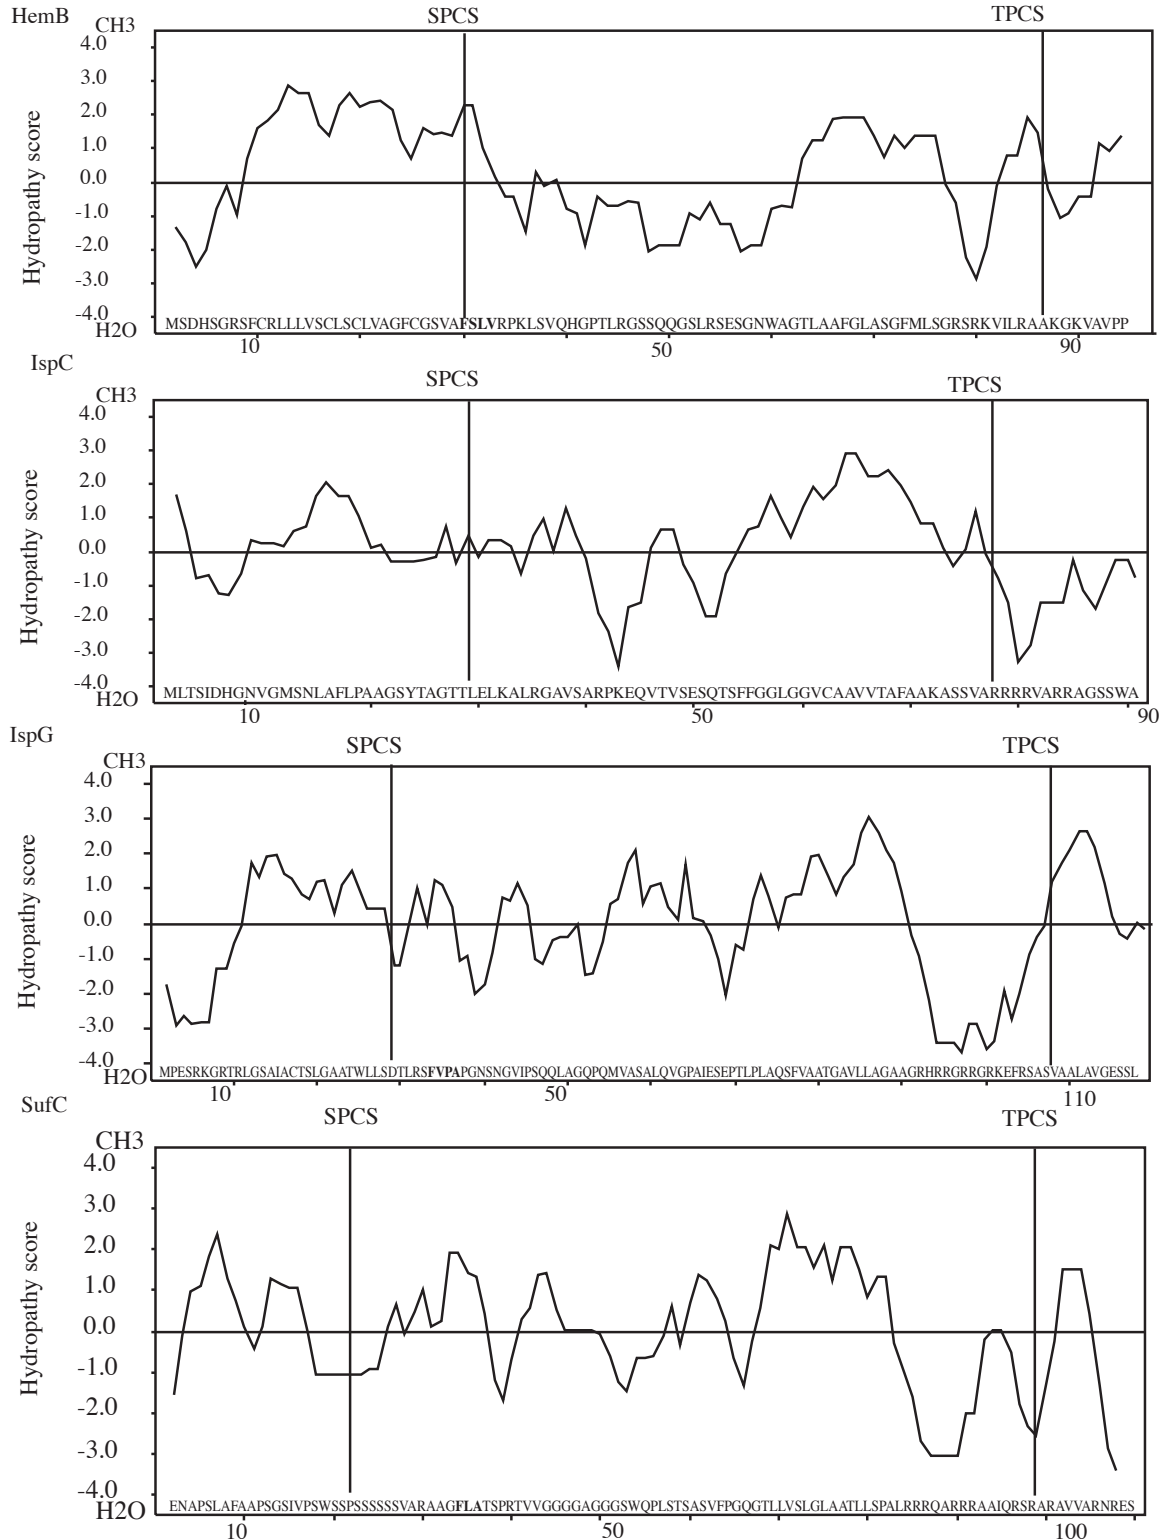 HemB SPCS TPCS
CH3
4.0
3.0
2.0
1.0
0.0
-1.0
-2.0
-3.0
-4.0
H2O
Hydropathy score
MSDHSGRSFCRLLLVSCLSCLVAGFCGSVAFSLVRPKLSVQHGPTLRGSSQQGSLRSESGNWAGTLAAFGLASGFMLSGRSRKVILRAAKGKVAVPP
10 50 90
IspC SPCS TPCS
CH3
4.0
3.0
2.0
1.0
0.0
-1.0
-2.0
-3.0
-4.0
H2O
Hydropathy score
MLTSIDHGNVGMSNLAFLPAAGSYTAGTTLELKALRGAVSARPKEQVTVSESQTSFFGGLGGVCAAVVTAFAAKASSVARRRRVARRAGSSWA
10 50 90
IspG SPCS TPCS
CH3
4.0
3.0
2.0
1.0
0.0
-1.0
-2.0
-3.0
-4.0
H2O
Hydropathy score
MPESRKGRTRLGSAIACTSLGAATWLLSDTLRSFVPAPGNSNGVIPSQQLAGQPQMVASALQVGPAIESEPTLPLAQSFVAATGAVLLAGAAGRHRRGRRGRKEFRSASVAALAVGESSL
10 50 110
SufC SPCS TPCS
CH3
4.0
3.0
2.0
1.0
0.0
-1.0
-2.0
-3.0
-4.0
H2O
Hydropathy score
ENAPSLAFAAPSGSIVPSWSSPSSSSSSVARAAGFLATSPRTVVGGGGAGGGSWQPLSTSASVFPGQGTLLVSLGLAATLLSPALRRRQARRRAAIQRSRARAVVARNRES
10 50 100